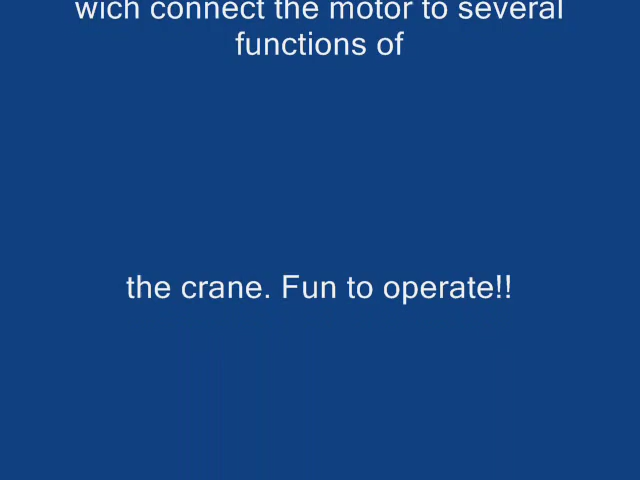 wich connect the motor to several
functions of
the crane. Fun to operate!!